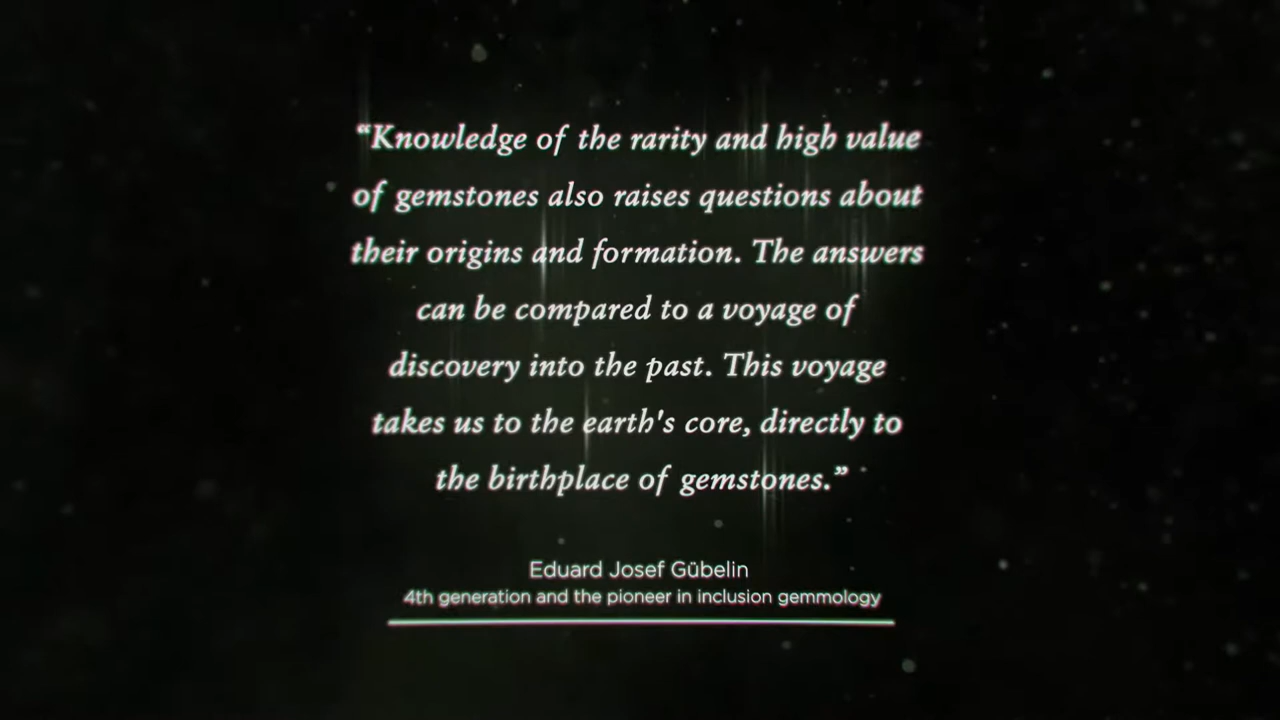 “Knowledge of the rarity and high value
of gemstones also raises questions about
their origins and formation. The answers
can be compared to a voyage of
discovery into the past. This voyage
takes us to the earth's core, directly to
the birthplace of gemstones.”
Eduard Josef Gübelin
4th generation and the pioneer in inclusion gemmology